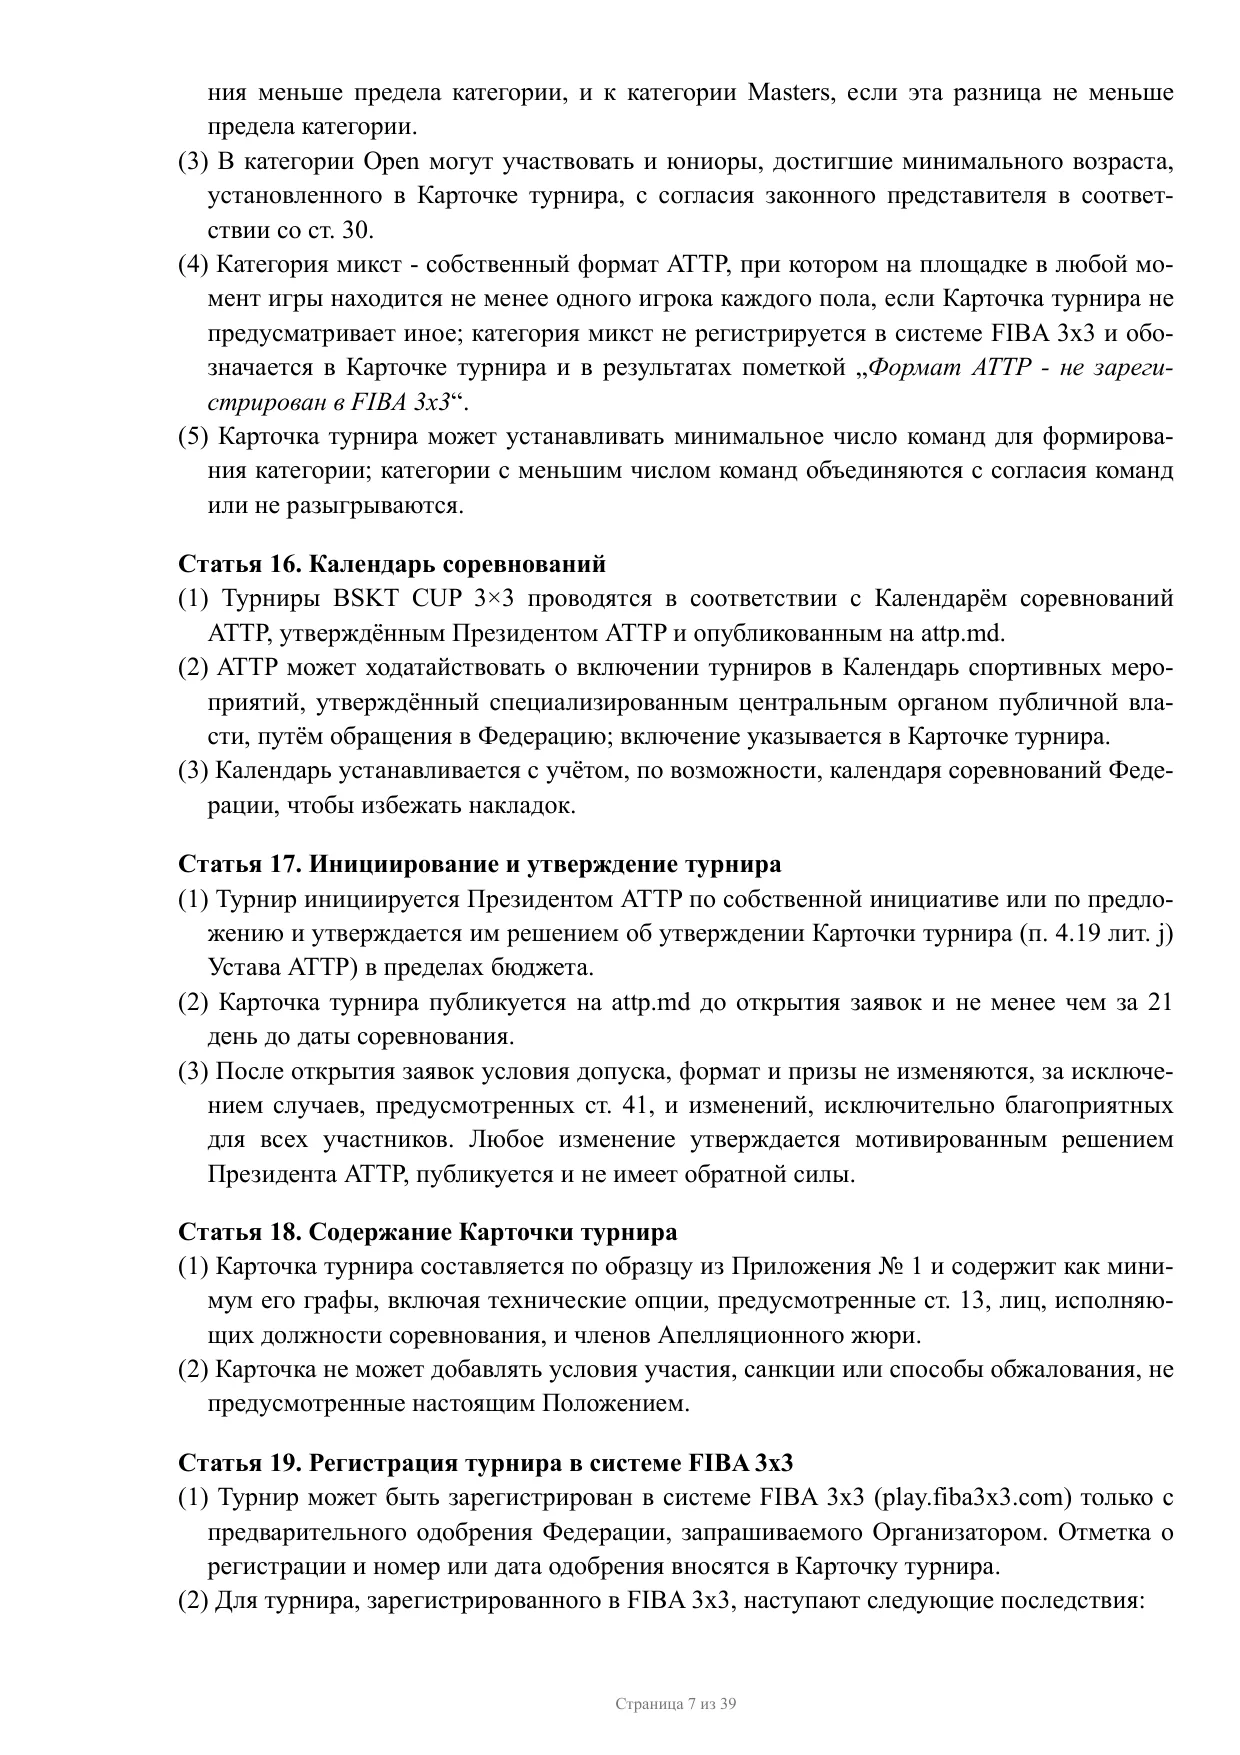 ния меньше предела категории, и к категории Masters, если эта разница не меньше
предела категории.
(3) В категории Open могут участвовать и юниоры, достигшие минимального возраста,
установленного в Карточке турнира, с согласия законного представителя в соответ-
ствии со ст. 30.
(4) Категория микст - собственный формат АТТР, при котором на площадке в любой мо-
мент игры находится не менее одного игрока каждого пола, если Карточка турнира не
предусматривает иное; категория микст не регистрируется в системе FIBA 3x3 и обо-
значается в Карточке турнира и в результатах пометкой „Формат АТТР - не зареги-
стрирован в FIBA 3x3“.
(5) Карточка турнира может устанавливать минимальное число команд для формирова-
ния категории; категории с меньшим числом команд объединяются с согласия команд
или не разыгрываются.
Статья 16. Календарь соревнований
(1) Турниры BSKT CUP 3×3 проводятся в соответствии с Календарём соревнований
АТТР, утверждённым Президентом АТТР и опубликованным на attp.md.
(2) АТТР может ходатайствовать о включении турниров в Календарь спортивных меро-
приятий, утверждённый специализированным центральным органом публичной вла-
сти, путём обращения в Федерацию; включение указывается в Карточке турнира.
(3) Календарь устанавливается с учётом, по возможности, календаря соревнований Феде-
рации, чтобы избежать накладок.
Статья 17. Инициирование и утверждение турнира
(1) Турнир инициируется Президентом АТТР по собственной инициативе или по предло-
жению и утверждается им решением об утверждении Карточки турнира (п. 4.19 лит. j)
Устава АТТР) в пределах бюджета.
(2) Карточка турнира публикуется на attp.md до открытия заявок и не менее чем за 21
день до даты соревнования.
(3) После открытия заявок условия допуска, формат и призы не изменяются, за исключе-
нием случаев, предусмотренных ст. 41, и изменений, исключительно благоприятных
для всех участников. Любое изменение утверждается мотивированным решением
Президента АТТР, публикуется и не имеет обратной силы.
Статья 18. Содержание Карточки турнира
(1) Карточка турнира составляется по образцу из Приложения № 1 и содержит как мини-
мум его графы, включая технические опции, предусмотренные ст. 13, лиц, исполняю-
щих должности соревнования, и членов Апелляционного жюри.
(2) Карточка не может добавлять условия участия, санкции или способы обжалования, не
предусмотренные настоящим Положением.
Статья 19. Регистрация турнира в системе FIBA 3x3
(1) Турнир может быть зарегистрирован в системе FIBA 3x3 (play.fiba3x3.com) только с
предварительного одобрения Федерации, запрашиваемого Организатором. Отметка о
регистрации и номер или дата одобрения вносятся в Карточку турнира.
(2) Для турнира, зарегистрированного в FIBA 3x3, наступают следующие последствия:
Страница 7 из 39